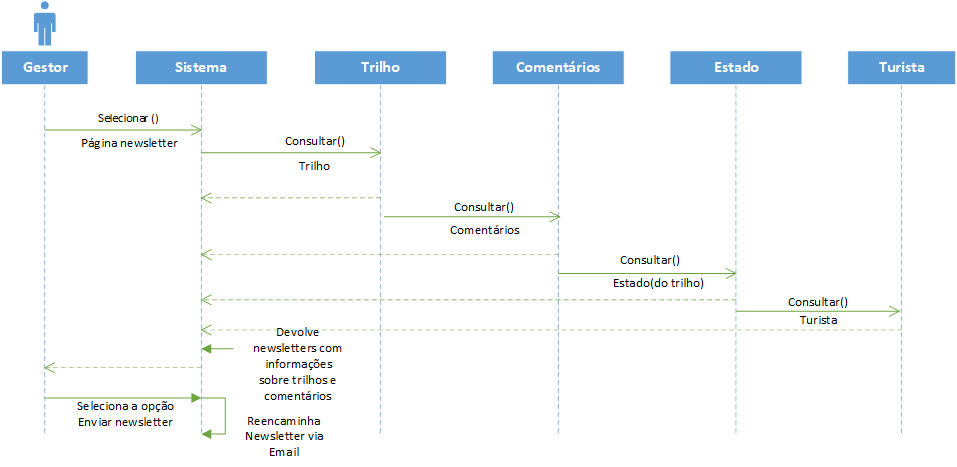 Gestor
Sistema
Trilho
Comentários
Estado
Turista
Selecionar ()
Página newsletter
Consultar()
Trilho
Consultar()
Comentários
Consultar()
Estado(do trilho)
Consultar()
Turista
Devolve
newsletters com
informações
sobre trilhos e
comentários
Seleciona a opção
Enviar newsletter
Reencaminha
Newsletter via
Email